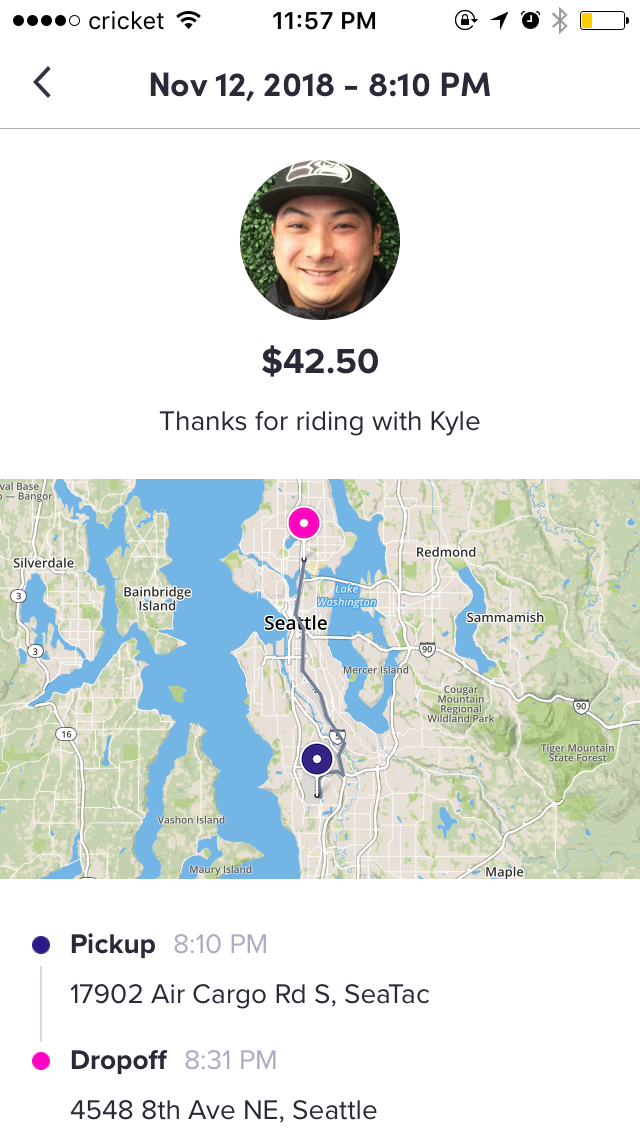 cricket 11:57 PM
Nov 12, 2018 - 8:10 PM
$42.50
Thanks for riding with Kyle
val Base
o — Bangor
Silverdale
Redmond
3
Bainbridge
Island
Lake
Washington
Seattle
Sammamish
3
90
Mercer Island
Cougar
Mountain
Regional
Wildland Park
90
16
5
Tiger Mountain
State Forest
Vashon Island
Maury Island
Maple
Pickup 8:10 PM
17902 Air Cargo Rd S, SeaTac
Dropoff 8:31 PM
4548 8th Ave NE, Seattle